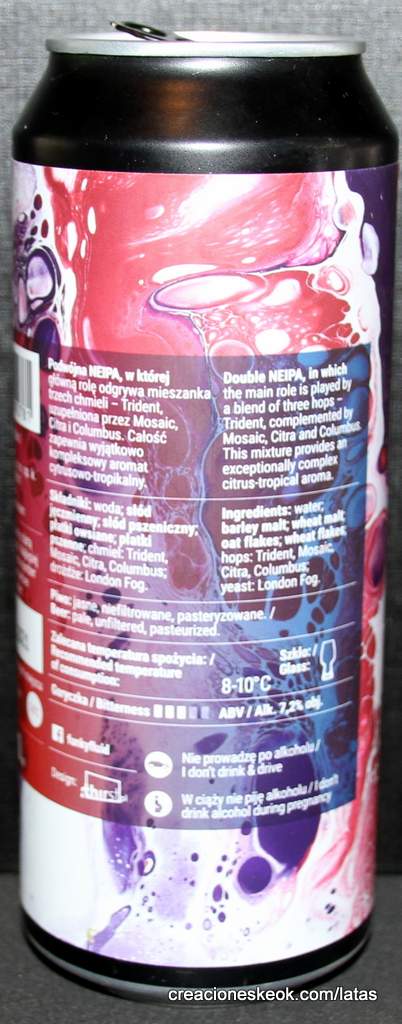 Podwójna NEIPA, w której
główną rolę odgrywa mieszanka
trzech chmieli – Trident,
uzupełniona przez Mosaic,
Citra i Columbus. Całość
zapewnia wyjątkowo
kompleksowy aromat
cytrusowo-tropikalny.
Double NEIPA, in which
the main role is played by
a blend of three hops –
Trident, complemented by
Mosaic, Citra and Columbus.
This mixture provides an
exceptionally complex
citrus-tropical aroma.
Składniki: woda; słód
jęczmienny; słód pszeniczny;
płatki owsiane; płatki
pszenne; chmiel: Trident,
Mosaic, Citra, Columbus;
drożdże: London Fog.
Ingredients: water;
barley malt; wheat malt;
oat flakes; wheat flakes;
hops: Trident, Mosaic,
Citra, Columbus;
yeast: London Fog.
Piwo: jasne, niefiltrowane, pasteryzowane. /
Beer: pale, unfiltered, pasteurized.
Zalecana temperatura spożycia: /
Recommended temperature
of consumption:
8-10°C
Szkło: /
Glass:
Goryczka / Bitterness
ABV / Alk. 7,2% obj.
funkyfluid
Nie prowadzę po alkoholu /
I don't drink & drive
Design:
W ciąży nie piję alkoholu / I don't
drink alcohol during pregnancy
creacioneskeok.com/latas